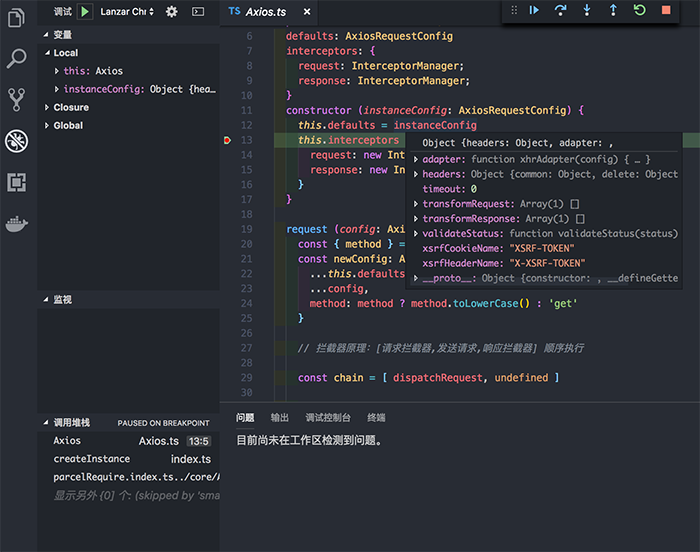 调试 Lanzar Chr
TS Axios.ts
变量
Local
this: Axios
instanceConfig: Object {hea…
Closure
Global
监视
调用堆栈 PAUSED ON BREAKPOINT
Axios Axios.ts 13:5
createInstance index.ts
parcelRequire.index.ts../core/A
显示另外 {0} 个: (skipped by 'sma
6 defaults: AxiosRequestConfig
7 interceptors: {
8 request: InterceptorManager;
9 response: InterceptorManager;
10 }
11 constructor (instanceConfig: AxiosRequestConfig) {
12 this.defaults = instanceConfig
13 this.interceptors
14 request: new Int
15 response: new In
16 }
17 }
18
19 request (config: Axi
20 const { method } =
21 const newConfig: A
22 ...this.defaults
23 ...config,
24 method: method ? method.toLowerCase() : 'get'
25 }
26
27 // 拦截器原理: [请求拦截器,发送请求,响应拦截器] 顺序执行
28
29 const chain = [ dispatchRequest, undefined ]
30
Object {headers: Object, adapter: ,
adapter: function xhrAdapter(config) { … }
headers: Object {common: Object, delete: Object
timeout: 0
transformRequest: Array(1) []
transformResponse: Array(1) []
validateStatus: function validateStatus(status)
xsrfCookieName: "XSRF-TOKEN"
xsrfHeaderName: "X-XSRF-TOKEN"
__proto__: Object {constructor: , __defineGette
问题 输出 调试控制台 终端
目前尚未在工作区检测到问题。